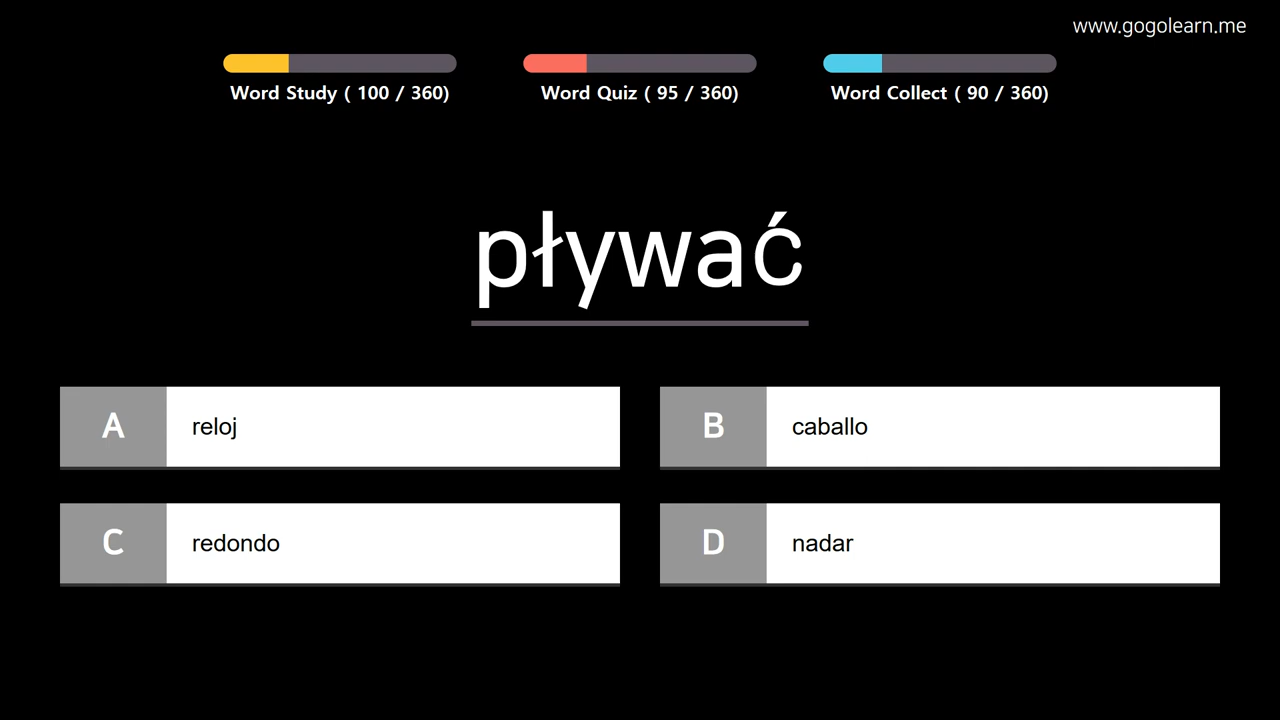 www.gogolearn.me
Word Study ( 100 / 360)
Word Quiz ( 95 / 360)
Word Collect ( 90 / 360)
pływać
A reloj
B caballo
C redondo
D nadar